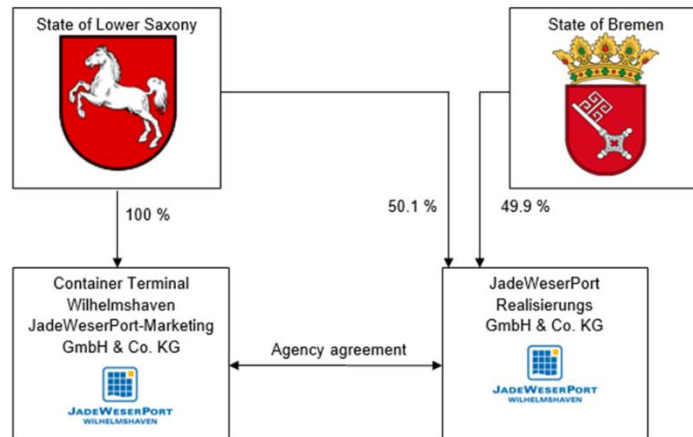 State of Lower Saxony
State of Bremen
100 %
50.1 %
49.9 %
Container Terminal
Wilhelmshaven
JadeWeserPort-Marketing
GmbH & Co. KG
JADEWESERPORT
WILHELMSHAVEN
Agency agreement
JadeWeserPort
Realisierungs
GmbH & Co. KG
JADEWESERPORT
WILHELMSHAVEN